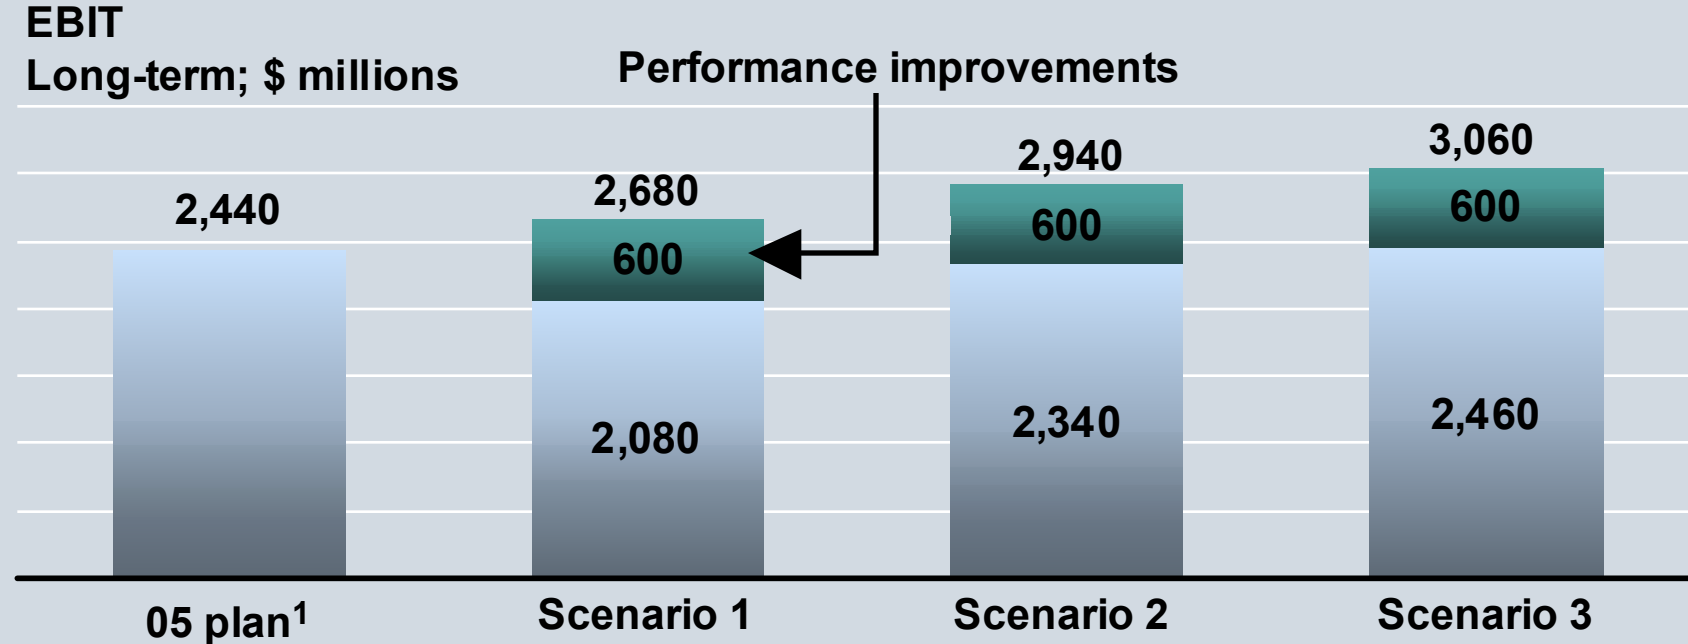 EBIT
Long-term; $ millions
Performance improvements
2,440
2,680
2,940
3,060
600
600
600
2,080
2,340
2,460
05 plan¹
Scenario 1
Scenario 2
Scenario 3